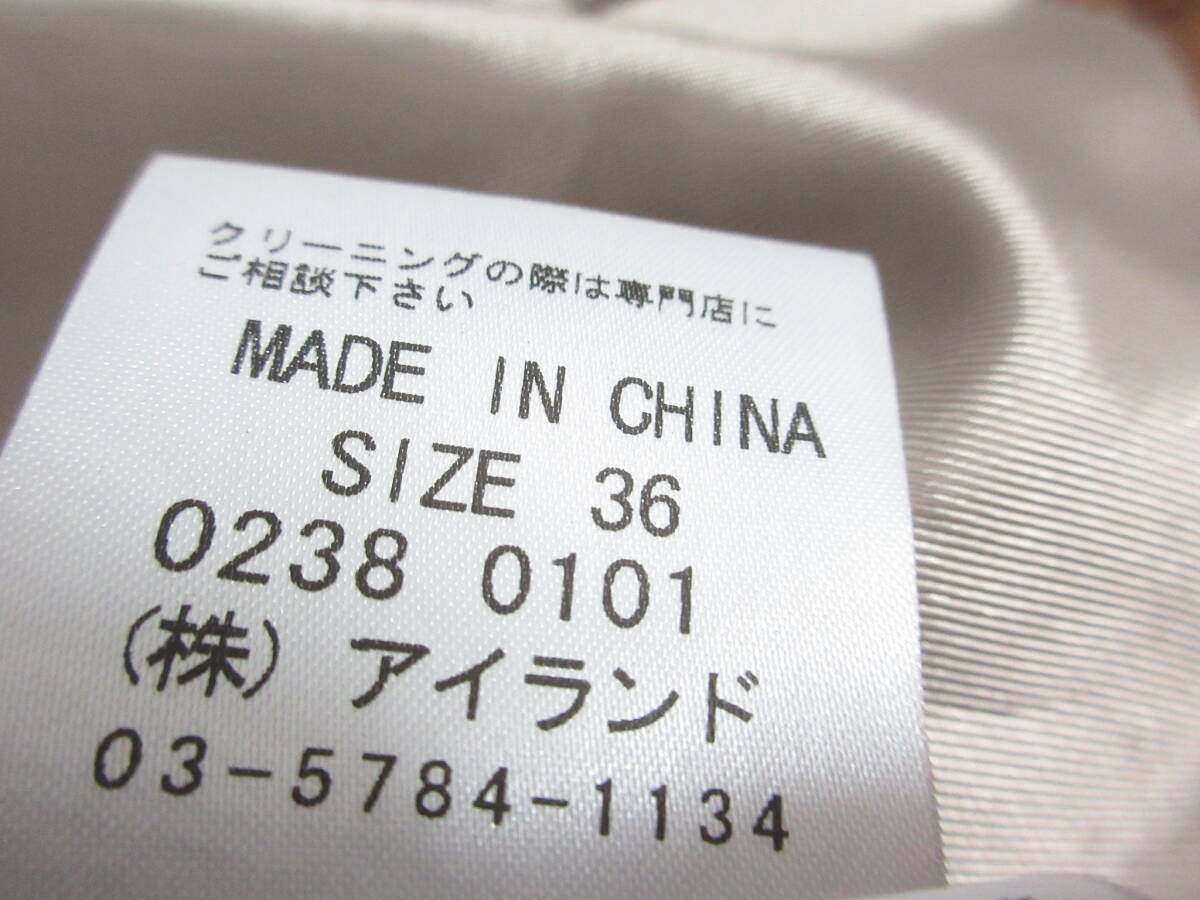 クリーニングの際は専門店に
ご相談下さい
MADE IN CHINA
SIZE 36
0238 0101
(株) アイランド
03-5784-1134